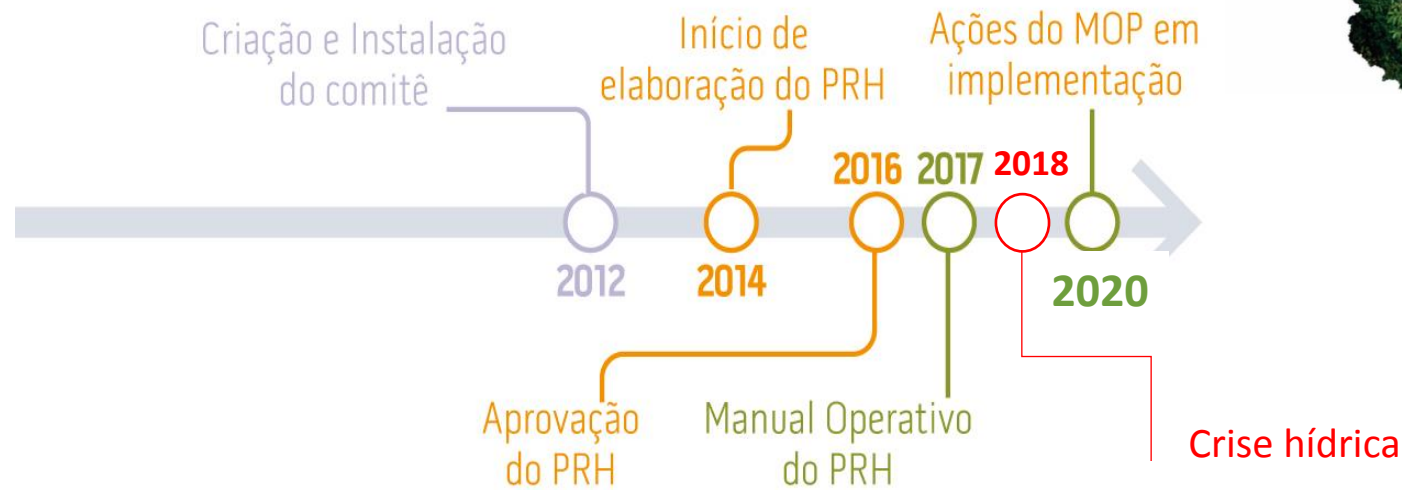 Criação e Instalação
do comitê
Início de
elaboração do PRH
Ações do MOP em
implementação
2016
2017
2018
2012
2014
2020
Aprovação
do PRH
Manual Operativo
do PRH
Crise hídrica